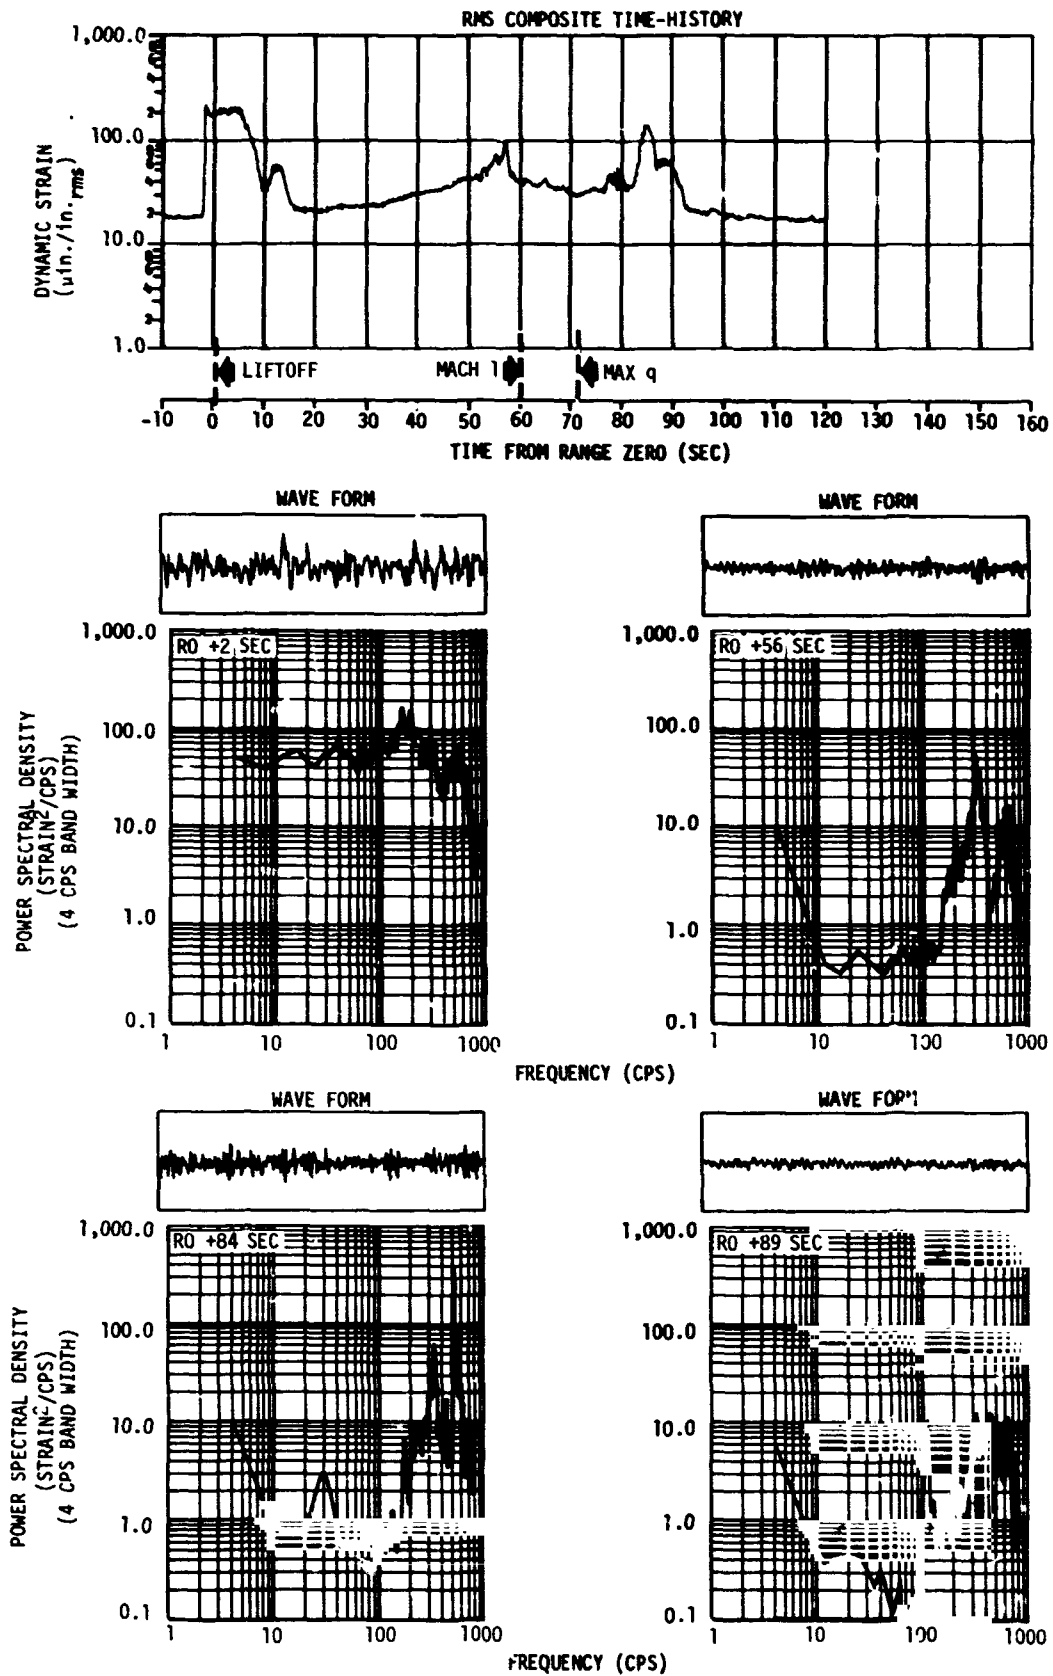 RMS COMPOSITE TIME-HISTORY
DYNAMIC STRAIN
(μin./in.rms)
1,000.0
100.0
10.0
1.0
LIFTOFF
MACH 1
MAX q
-10 0 10 20 30 40 50 60 70 80 90 100 110 120 130 140 150 160
TIME FROM RANGE ZERO (SEC)
WAVE FORM
WAVE FORM
POWER SPECTRAL DENSITY
(STRAIN²/CPS)
(4 CPS BAND WIDTH)
1,000.0
100.0
10.0
1.0
0.1
RO +2 SEC
1 10 100 1000
1,000.0
100.0
10.0
1.0
0.1
RO +56 SEC
1 10 100 1000
FREQUENCY (CPS)
WAVE FORM
WAVE FORM
POWER SPECTRAL DENSITY
(STRAIN²/CPS)
(4 CPS BAND WIDTH)
1,000.0
100.0
10.0
1.0
0.1
RO +84 SEC
1 10 100 1000
1,000.0
100.0
10.0
1.0
0.1
RO +89 SEC
1 10 100 1000
FREQUENCY (CPS)